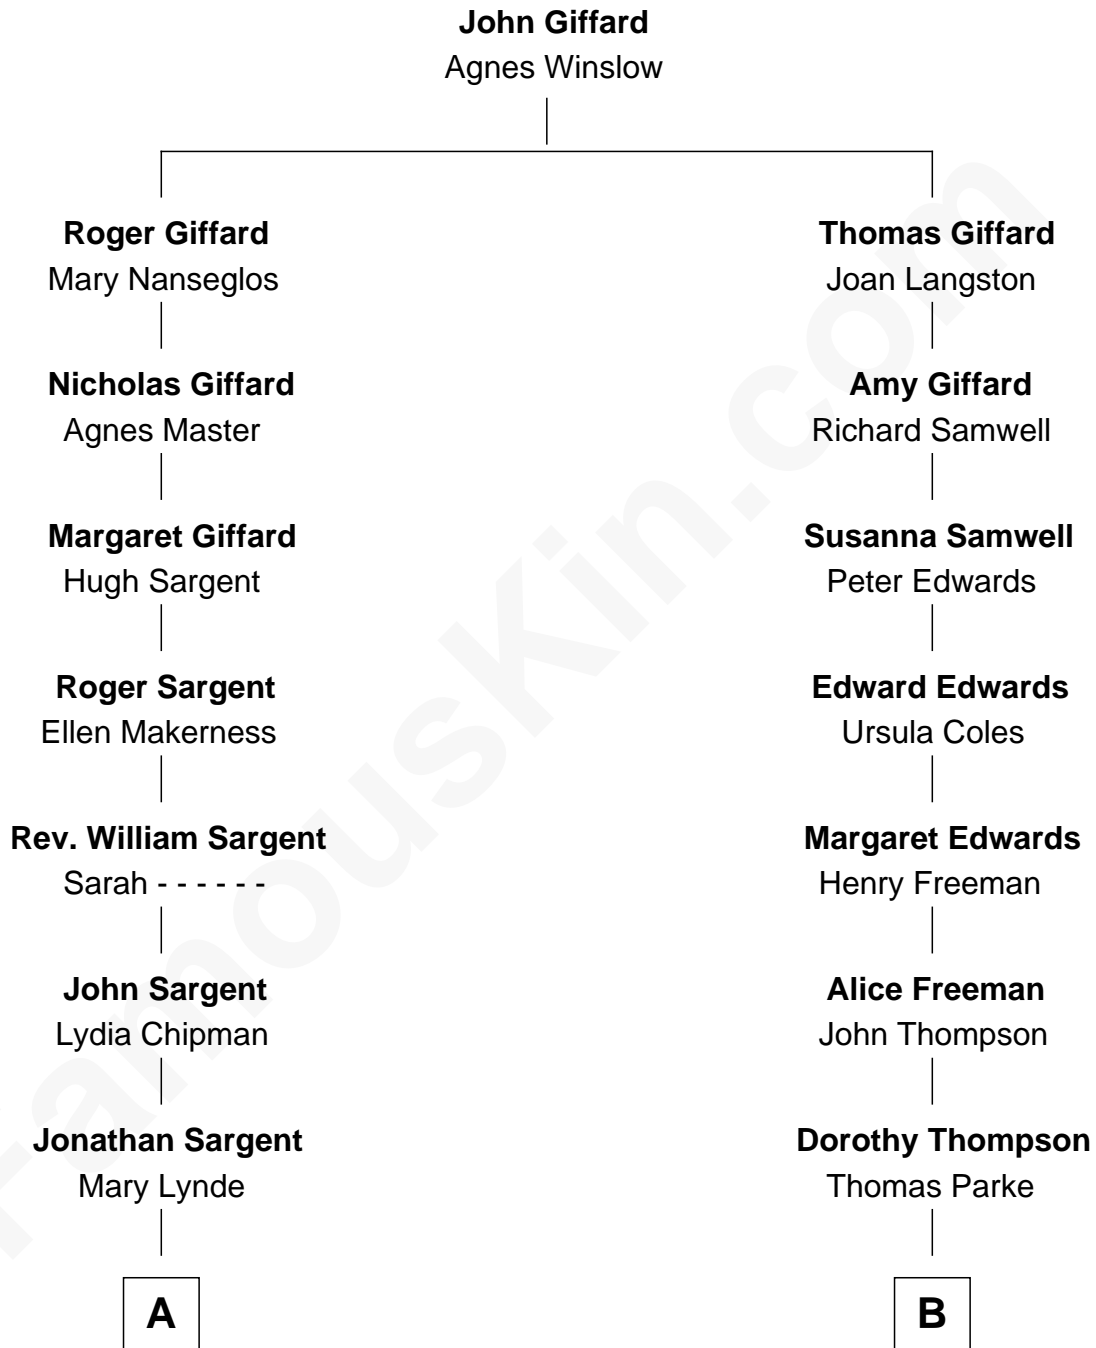 John Giffard
Agnes Winslow
Roger Giffard
Mary Nanseglos
Nicholas Giffard
Agnes Master
Margaret Giffard
Hugh Sargent
Roger Sargent
Ellen Makerness
Rev. William Sargent
Sarah - - - - - -
John Sargent
Lydia Chipman
Jonathan Sargent
Mary Lynde
A
Thomas Giffard
Joan Langston
Amy Giffard
Richard Samwell
Susanna Samwell
Peter Edwards
Edward Edwards
Ursula Coles
Margaret Edwards
Henry Freeman
Alice Freeman
John Thompson
Dorothy Thompson
Thomas Parke
B
FamousKin.com